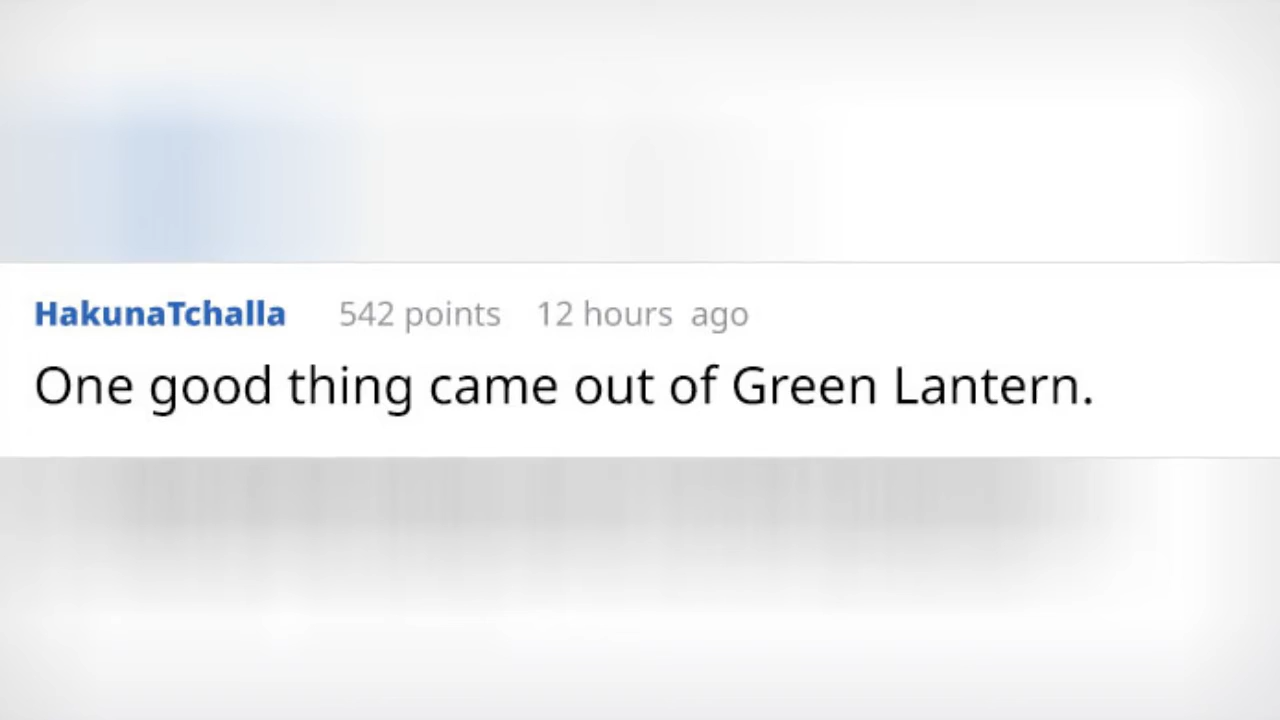 HakunaTchalla 542 points 12 hours ago
One good thing came out of Green Lantern.